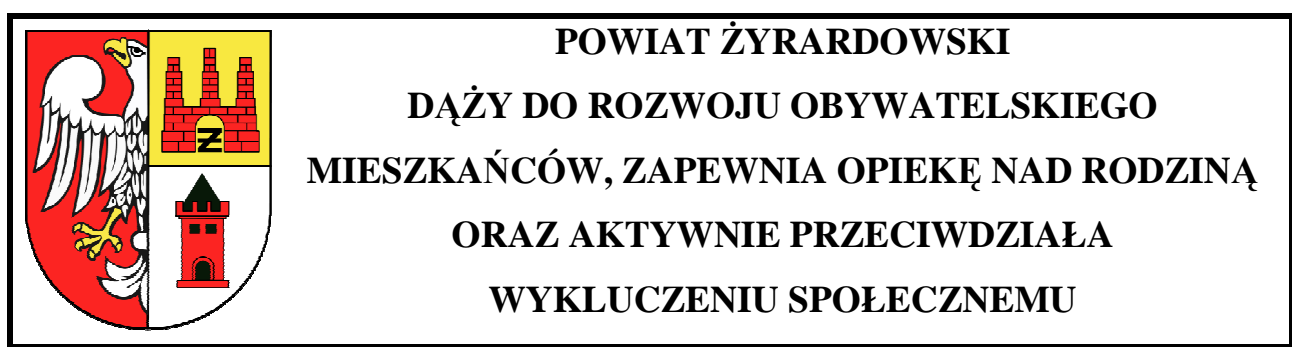 POWIAT ŻYRARDOWSKI
DĄŻY DO ROZWOJU OBYWATELSKIEGO
MIESZKAŃCÓW, ZAPEWNIA OPIEKĘ NAD RODZINĄ
ORAZ AKTYWNIE PRZECIWDZIAŁA
WYKLUCZENIU SPOŁECZNEMU
Z